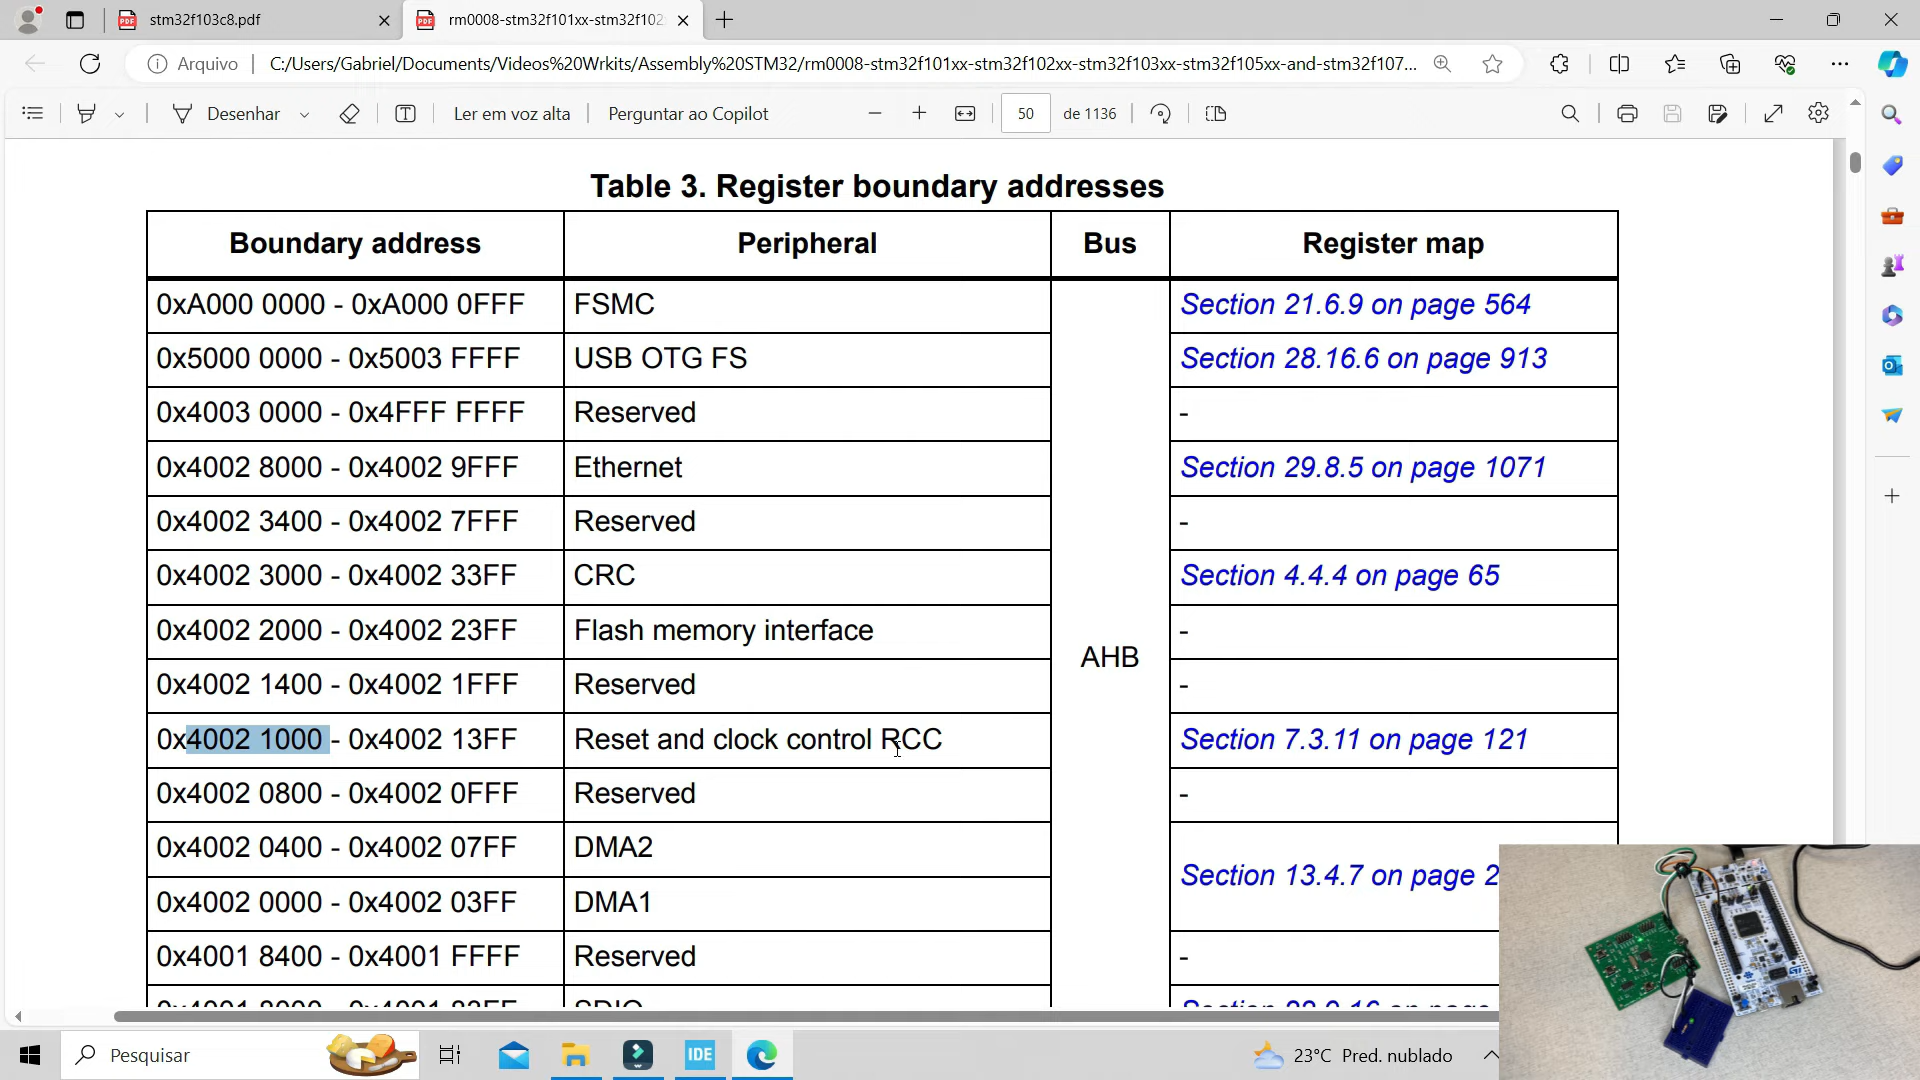 stm32f103c8.pdf
rm0008-stm32f101xx-stm32f102
Arquivo
C:/Users/Gabriel/Documents/Videos%20Wrkits/Assembly%20STM32/rm0008-stm32f101xx-stm32f102xx-stm32f103xx-stm32f105xx-and-stm32f107...
Desenhar
Ler em voz alta
Perguntar ao Copilot
50 de 1136
Table 3. Register boundary addresses
Boundary address Peripheral Bus Register map
0xA000 0000 - 0xA000 0FFF FSMC Section 21.6.9 on page 564
0x5000 0000 - 0x5003 FFFF USB OTG FS Section 28.16.6 on page 913
0x4003 0000 - 0x4FFF FFFF Reserved -
0x4002 8000 - 0x4002 9FFF Ethernet Section 29.8.5 on page 1071
0x4002 3400 - 0x4002 7FFF Reserved -
0x4002 3000 - 0x4002 33FF CRC Section 4.4.4 on page 65
0x4002 2000 - 0x4002 23FF Flash memory interface -
AHB
0x4002 1400 - 0x4002 1FFF Reserved -
0x4002 1000 - 0x4002 13FF Reset and clock control RCC Section 7.3.11 on page 121
0x4002 0800 - 0x4002 0FFF Reserved -
0x4002 0400 - 0x4002 07FF DMA2
Section 13.4.7 on page 2
0x4002 0000 - 0x4002 03FF DMA1
0x4001 8400 - 0x4001 FFFF Reserved -
Pesquisar
IDE
23°C Pred. nublado